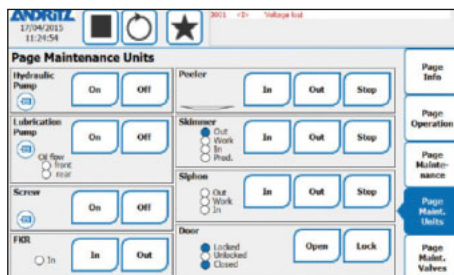 ANDRITZ
17/04/2015
11:24:54
0001 <I> Voltage lost
Page Maintenance Units
Hydraulic
Pump
On Off
Lubrication
Pump
Oil flow
front
rear
On Off
Screw
On Off
FKR
In
In Out
Peeler
In Out Stop
Skimmer
Out
Work
In
Prod.
In Out Stop
Siphon
Out
Work
In
In Out Stop
Door
Locked
Unlocked
Closed
Open Lock
Page
Info
Page
Operation
Page
Mainte-
nance
Page
Maint.
Units
Page
Maint.
Valves